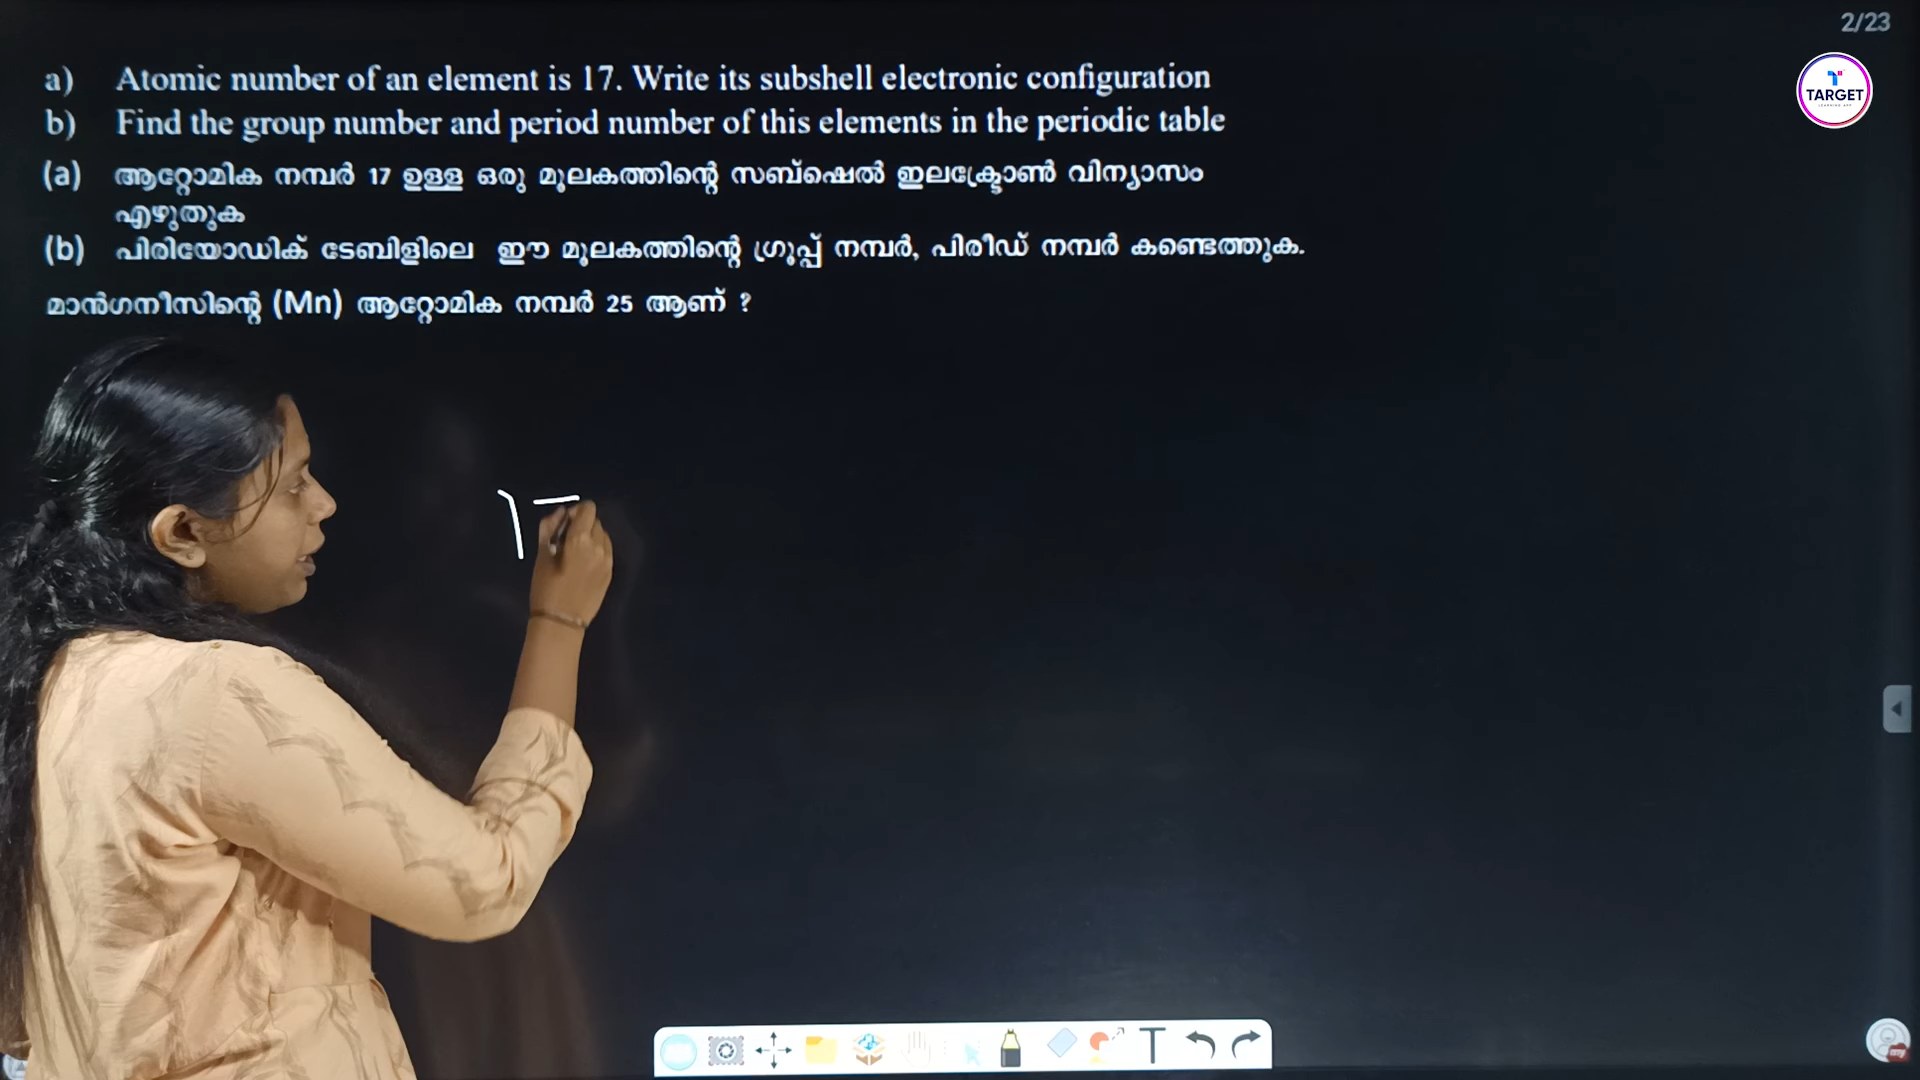 2/23
TARGET
a) Atomic number of an element is 17. Write its subshell electronic configuration
b) Find the group number and period number of this elements in the periodic table
(a) ആറ്റോമിക നമ്പർ 17 ഉള്ള ഒരു മൂലകത്തിന്റെ സബ്ഷെൽ ഇലക്ട്രോൺ വിന്യാസം
എഴുതുക
(b) പിരിയോഡിക് ടേബിളിലെ ഈ മൂലകത്തിന്റെ ഗ്രൂപ്പ് നമ്പർ, പിരീഡ് നമ്പർ കണ്ടെത്തുക.
മാൻഗനീസിന്റെ (Mn) ആറ്റോമിക നമ്പർ 25 ആണ് ?
T